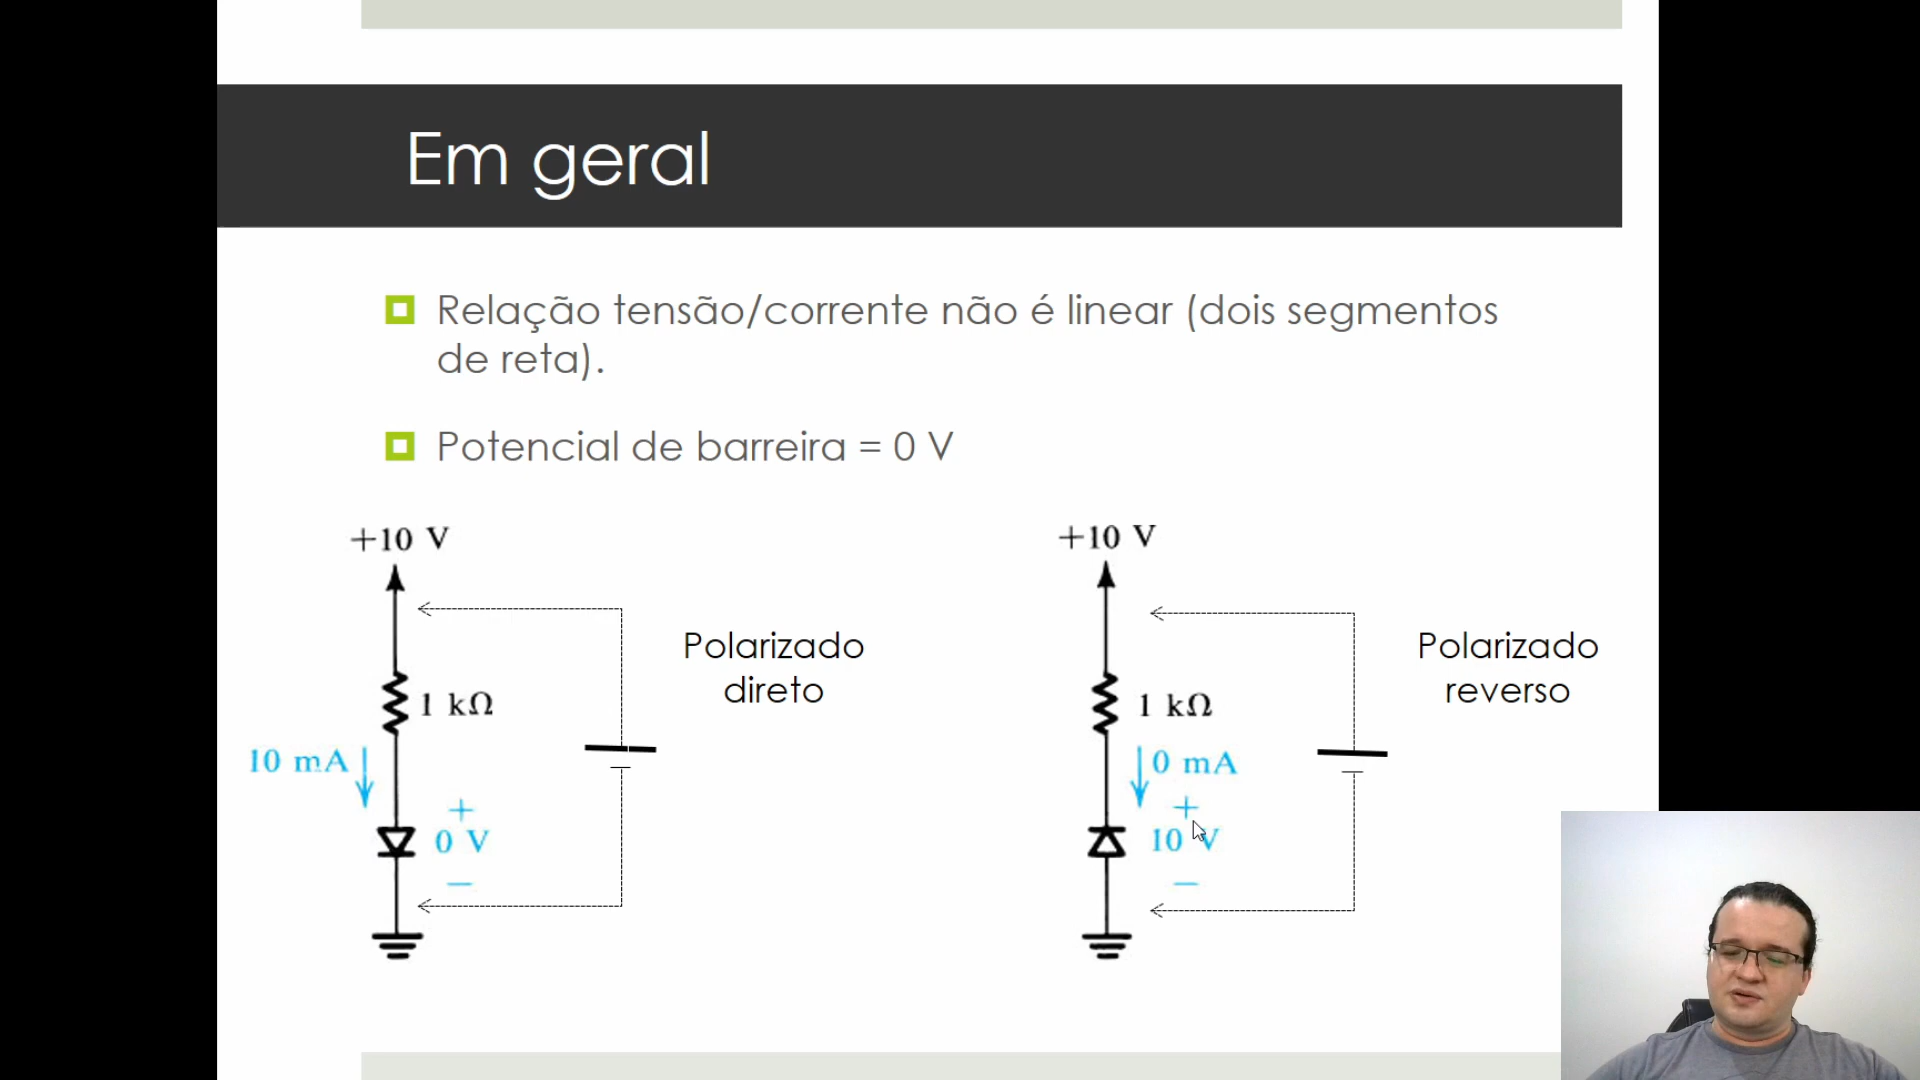 Em geral
Relação tensão/corrente não é linear (dois segmentos
de reta).
Potencial de barreira = 0 V
+10 V
1 kΩ
10 mA
+
0 V
−
Polarizado
direto
+10 V
1 kΩ
0 mA
+
10 V
−
Polarizado
reverso